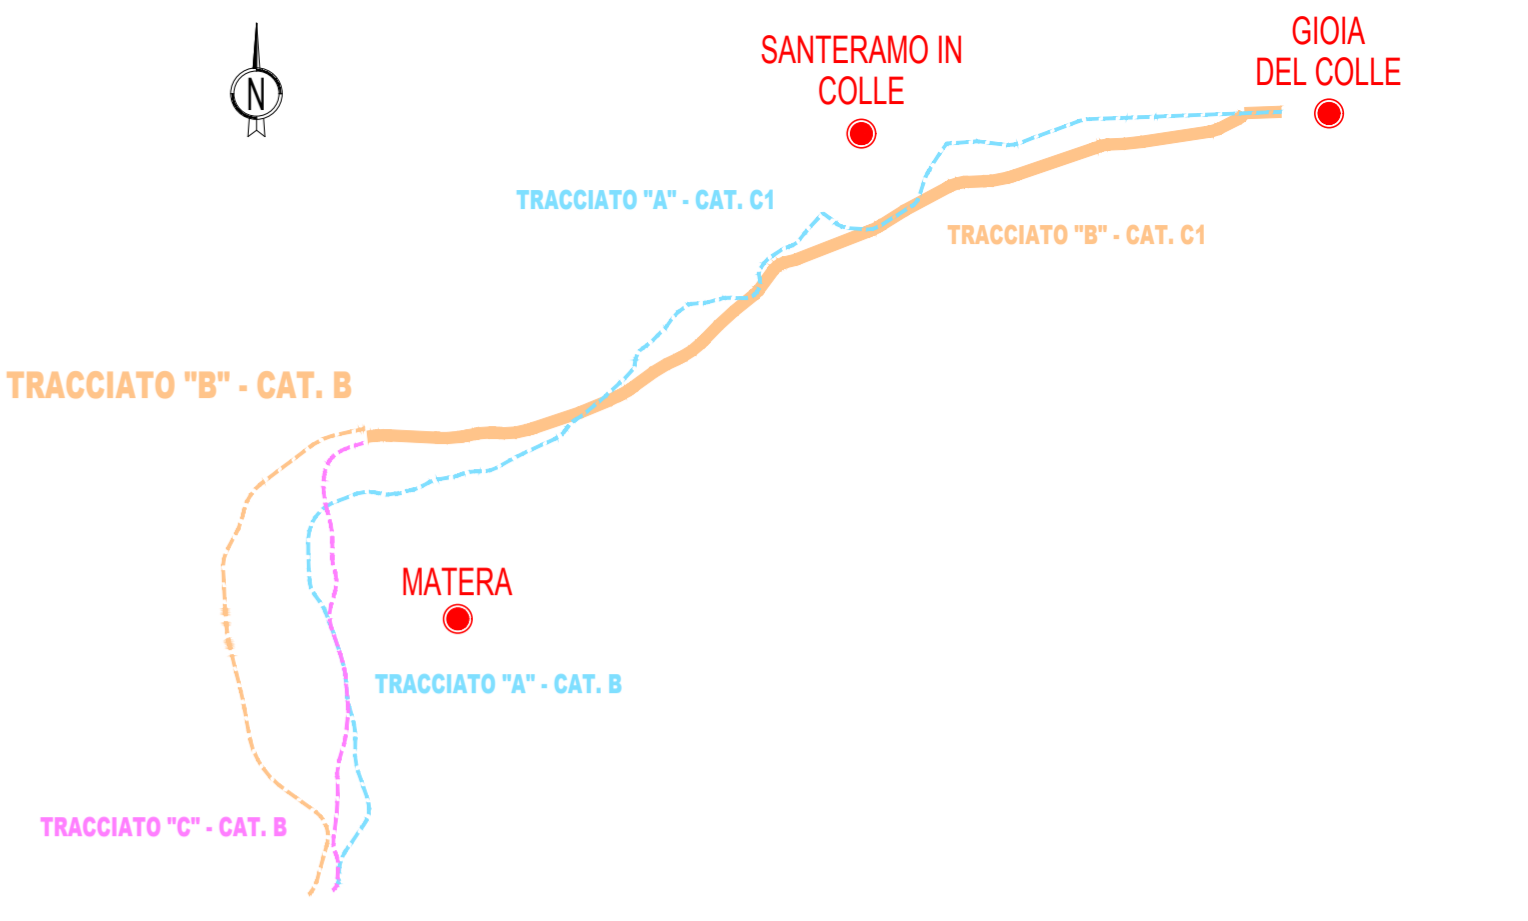 GIOIA
DEL COLLE
SANTERAMO IN
COLLE
N
TRACCIATO "A" - CAT. C1
TRACCIATO "B" - CAT. C1
TRACCIATO "B" - CAT. B
MATERA
TRACCIATO "A" - CAT. B
TRACCIATO "C" - CAT. B